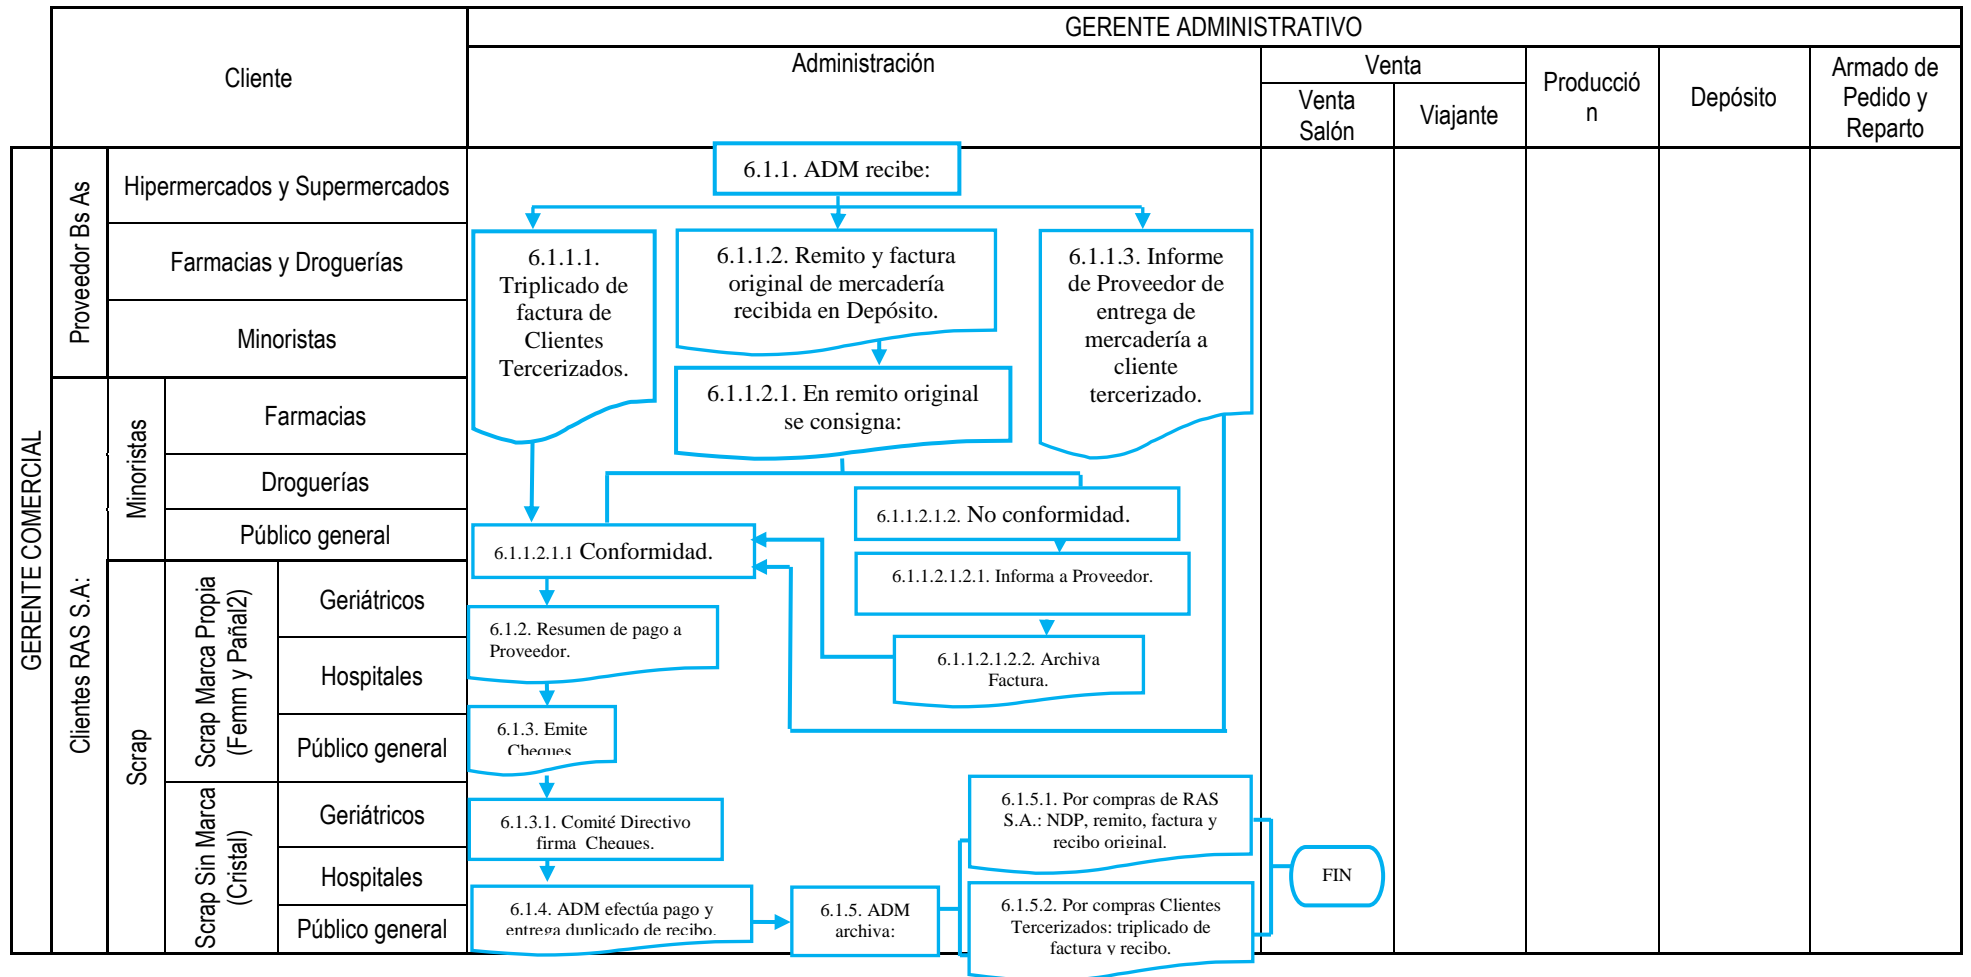 GERENTE ADMINISTRATIVO
Cliente
Administración
Venta
Venta
Salón
Viajante
Producció
n
Depósito
Armado de
Pedido y
Reparto
GERENTE COMERCIAL
Proveedor Bs As
Hipermercados y Supermercados
Farmacias y Droguerías
Minoristas
Clientes RAS S.A:
Minoristas
Farmacias
Droguerías
Público general
Scrap
Scrap Marca Propia
(Femm y Pañal2)
Geriátricos
Hospitales
Público general
Scrap Sin Marca
(Cristal)
Geriátricos
Hospitales
Público general
6.1.1. ADM recibe:
6.1.1.1.
Triplicado de
factura de
Clientes
Tercerizados.
6.1.1.2. Remito y factura
original de mercadería
recibida en Depósito.
6.1.1.3. Informe
de Proveedor de
entrega de
mercadería a
cliente
tercerizado.
6.1.1.2.1. En remito original
se consigna:
6.1.1.2.1.2. No conformidad.
6.1.1.2.1.1 Conformidad.
6.1.1.2.1.2.1. Informa a Proveedor.
6.1.2. Resumen de pago a
Proveedor.
6.1.1.2.1.2.2. Archiva
Factura.
6.1.3. Emite
Cheques
6.1.3.1. Comité Directivo
firma Cheques.
6.1.4. ADM efectúa pago y
entrega duplicado de recibo.
6.1.5. ADM
archiva:
6.1.5.1. Por compras de RAS
S.A.: NDP, remito, factura y
recibo original.
6.1.5.2. Por compras Clientes
Tercerizados: triplicado de
factura y recibo.
FIN